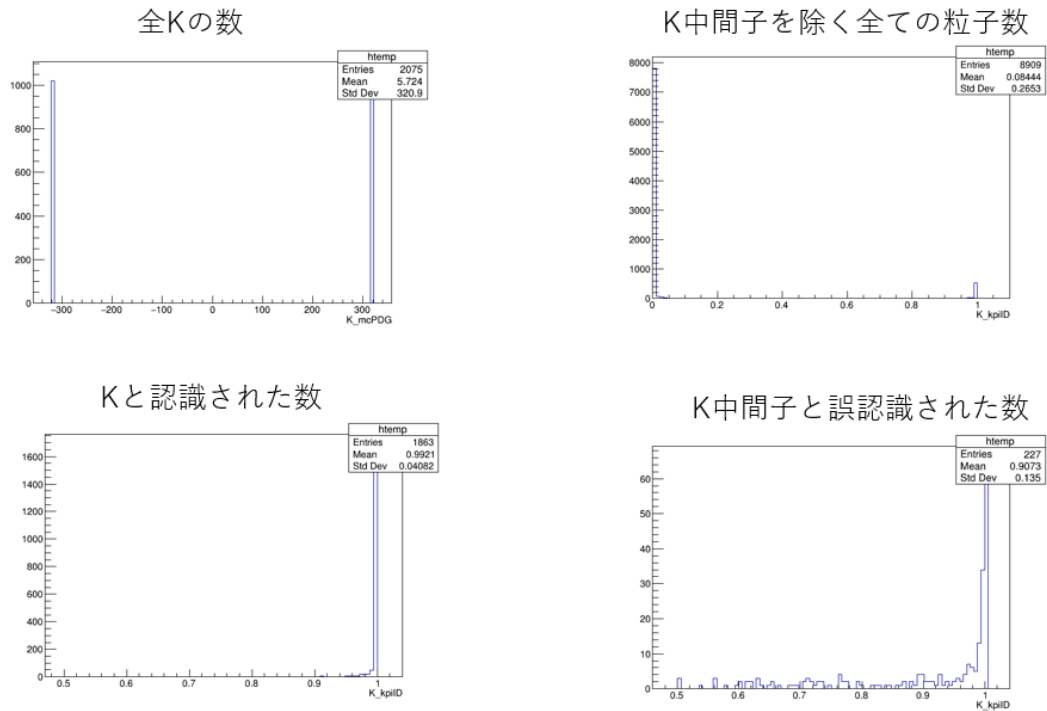 全Kの数
htemp
Entries 2075
Mean 5.724
Std Dev 320.9
1000
800
600
400
200
0
−300 −200 −100 0 100 200 300
K_mcPDG
K中間子を除く全ての粒子数
htemp
Entries 8909
Mean 0.08444
Std Dev 0.2653
8000
7000
6000
5000
4000
3000
2000
1000
0
0 0.2 0.4 0.6 0.8 1
K_kpiID
Kと認識された数
htemp
Entries 1863
Mean 0.9921
Std Dev 0.04082
1600
1400
1200
1000
800
600
400
200
0
0.5 0.6 0.7 0.8 0.9 1
K_kpiID
K中間子と誤認識された数
htemp
Entries 227
Mean 0.9073
Std Dev 0.135
60
50
40
30
20
10
0
0.5 0.6 0.7 0.8 0.9 1
K_kpiID